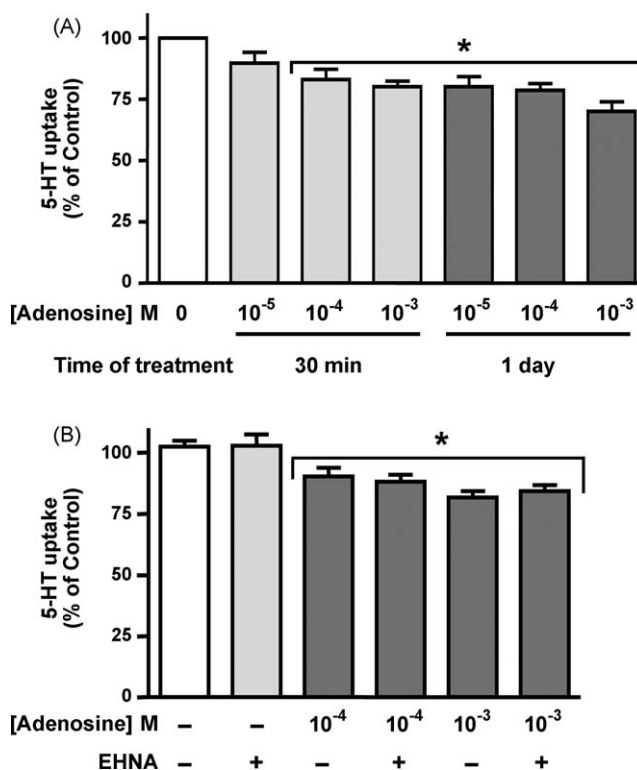 (A)
*
100
75
50
25
0
5-HT uptake
(% of Control)
[Adenosine] M 0 10⁻⁵ 10⁻⁴ 10⁻³ 10⁻⁵ 10⁻⁴ 10⁻³
Time of treatment 30 min 1 day
(B)
*
100
75
50
25
0
5-HT uptake
(% of Control)
[Adenosine] M – – 10⁻⁴ 10⁻⁴ 10⁻³ 10⁻³
EHNA – + – + – +